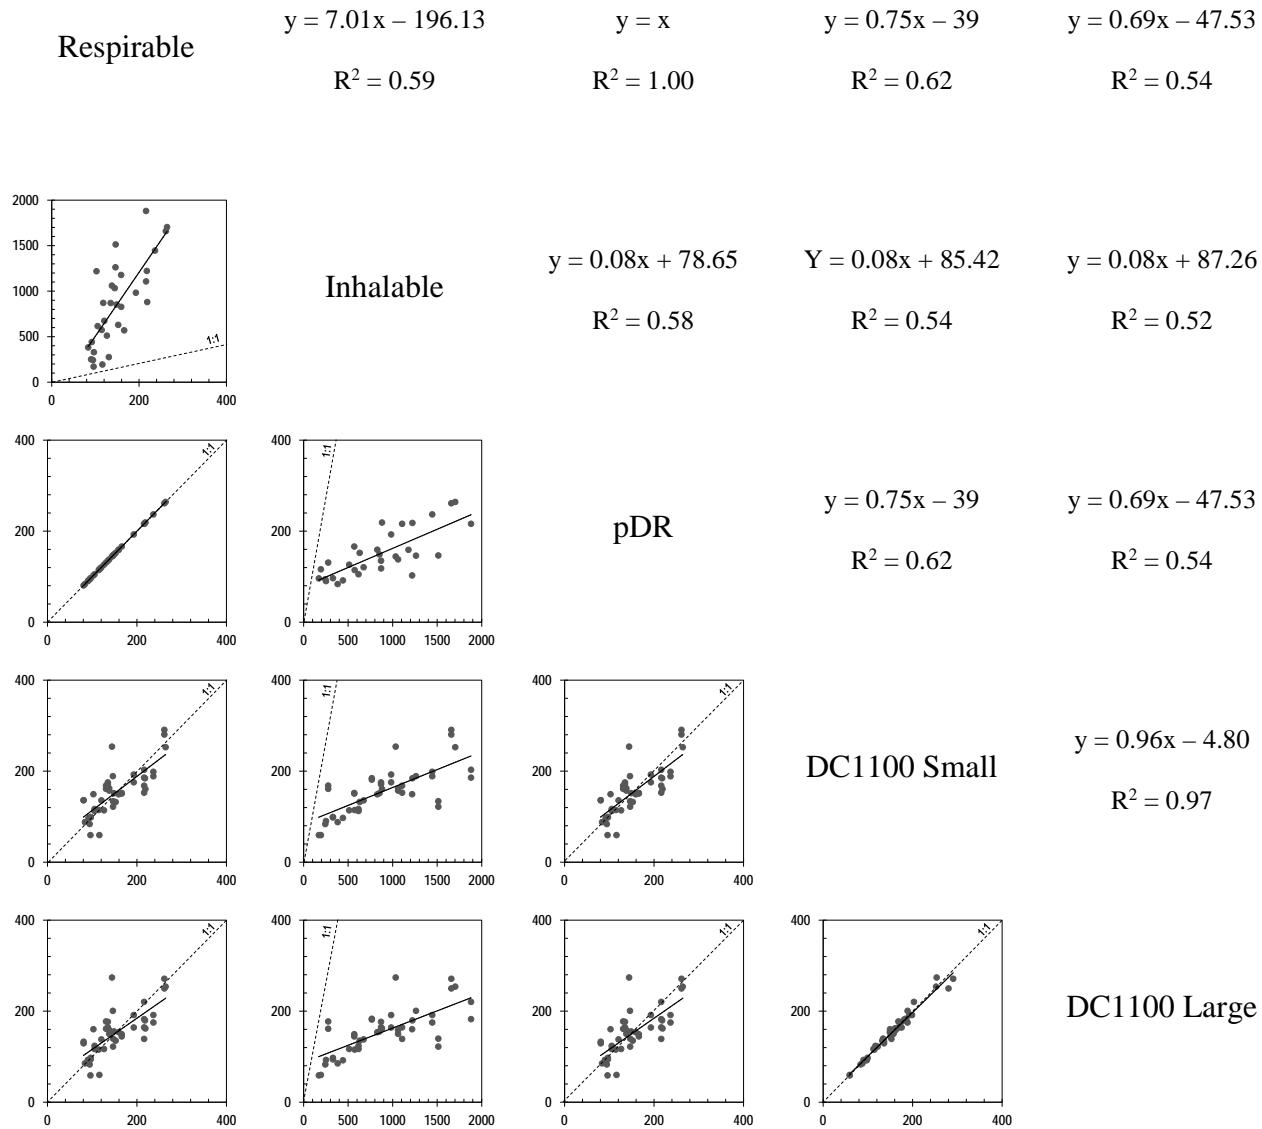 Respirable
y = 7.01x – 196.13
y = x
y = 0.75x – 39
y = 0.69x – 47.53
R² = 0.59
R² = 1.00
R² = 0.62
R² = 0.54
2000
1500
1000
500
0
1:1
0 200 400
Inhalable
y = 0.08x + 78.65
Y = 0.08x + 85.42
y = 0.08x + 87.26
R² = 0.58
R² = 0.54
R² = 0.52
400
200
0
1:1
0 200 400
400
200
0
1:1
0 500 1000 1500 2000
pDR
y = 0.75x – 39
y = 0.69x – 47.53
R² = 0.62
R² = 0.54
400
200
0
1:1
0 200 400
400
200
0
1:1
0 500 1000 1500 2000
400
200
0
1:1
0 200 400
DC1100 Small
y = 0.96x – 4.80
R² = 0.97
400
200
0
1:1
0 200 400
400
200
0
1:1
0 500 1000 1500 2000
400
200
0
1:1
0 200 400
400
200
0
1:1
0 200 400
DC1100 Large